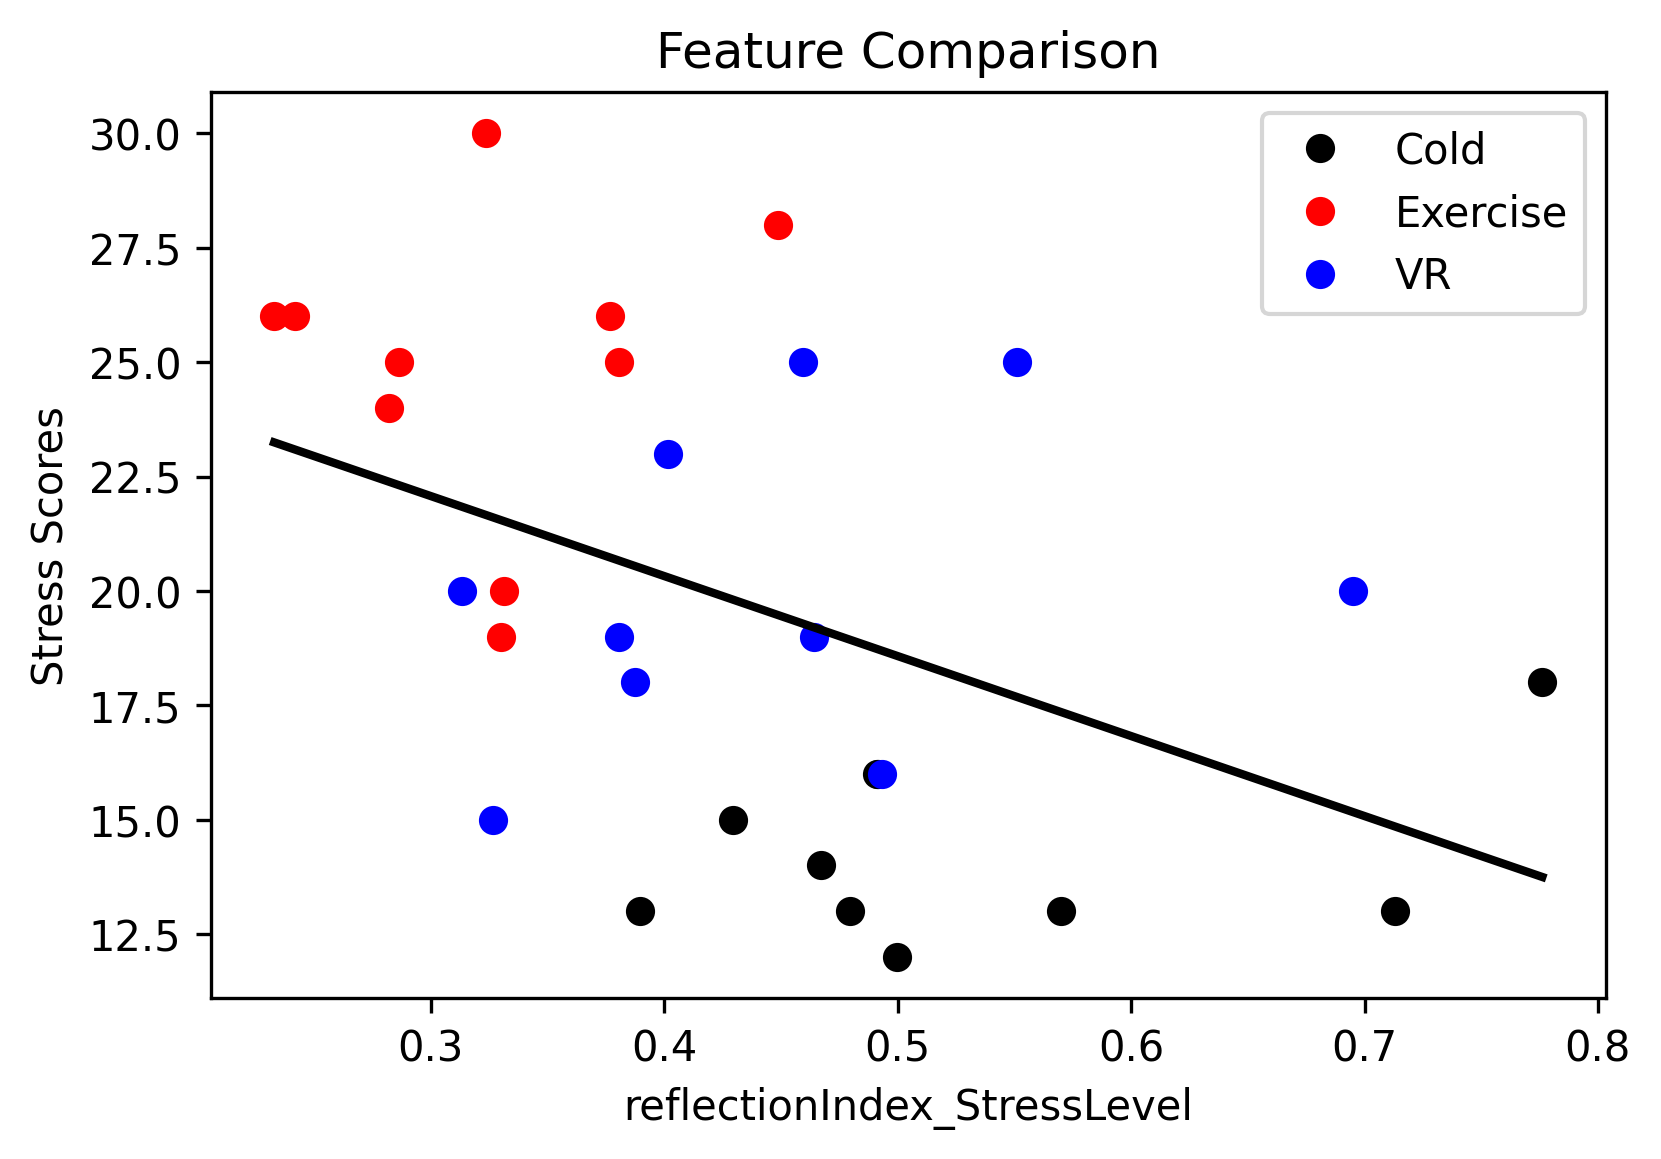 Feature Comparison
Cold
Exercise
VR
Stress Scores
30.0
27.5
25.0
22.5
20.0
17.5
15.0
12.5
0.3 0.4 0.5 0.6 0.7 0.8
reflectionIndex_StressLevel